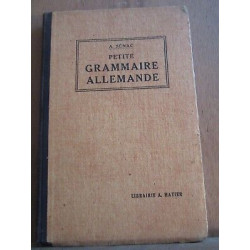 PETITE
GRAMMAIRE
ALLEMANDE
LIBRAIRIE A. HATIER